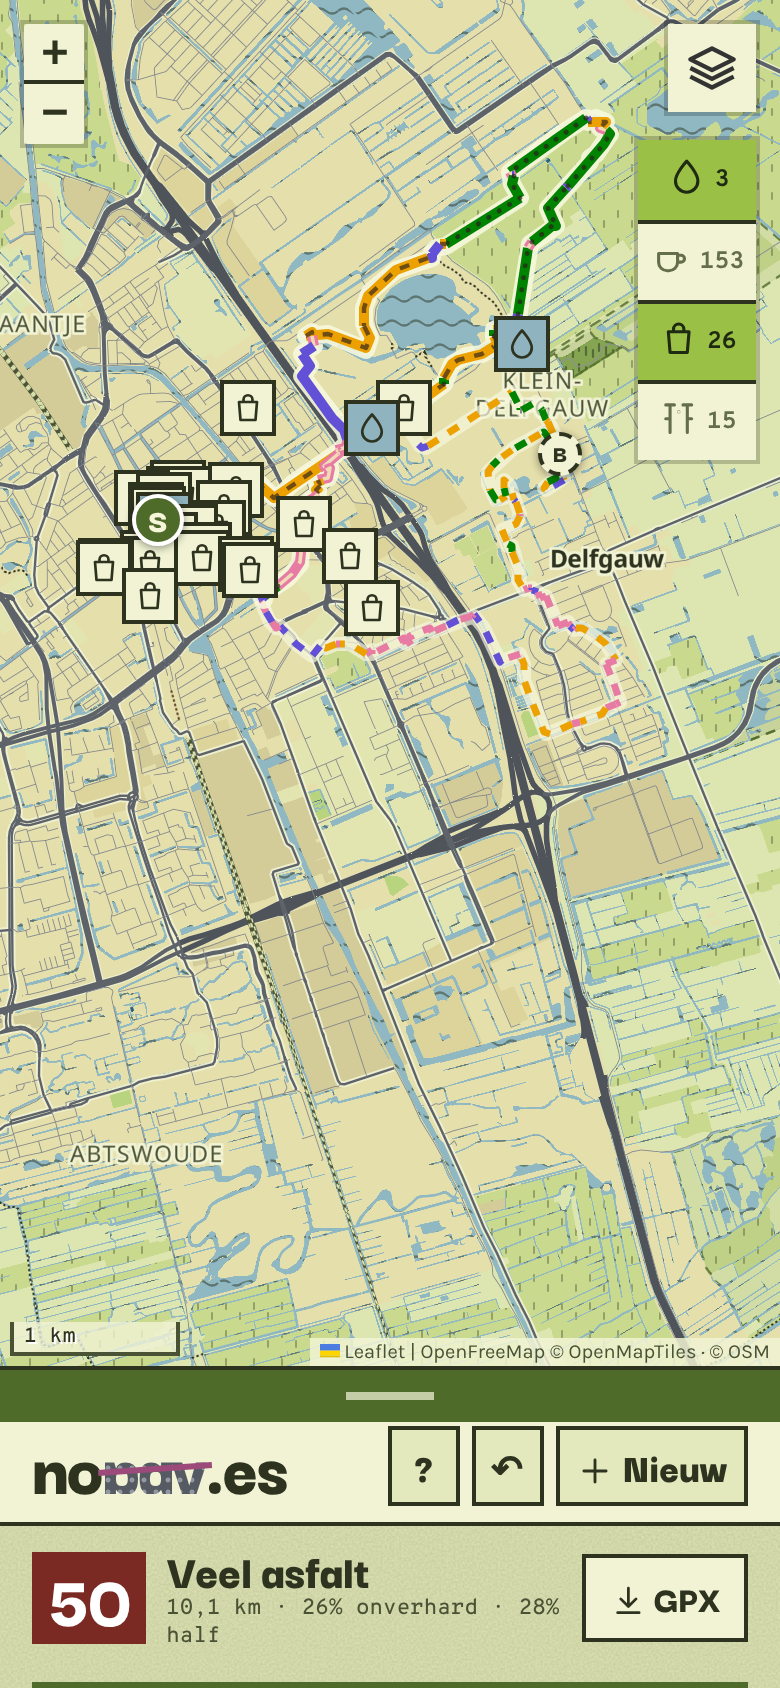 +
−
3
153
26
15
AANTJE
KLEIN-
DELFGAUW
B
S
Delfgauw
ABTSWOUDE
1 km
Leaflet | OpenFreeMap © OpenMapTiles · © OSM
nopav.es
?
↶
+ Nieuw
50
Veel asfalt
10,1 km · 26% onverhard · 28%
half
GPX